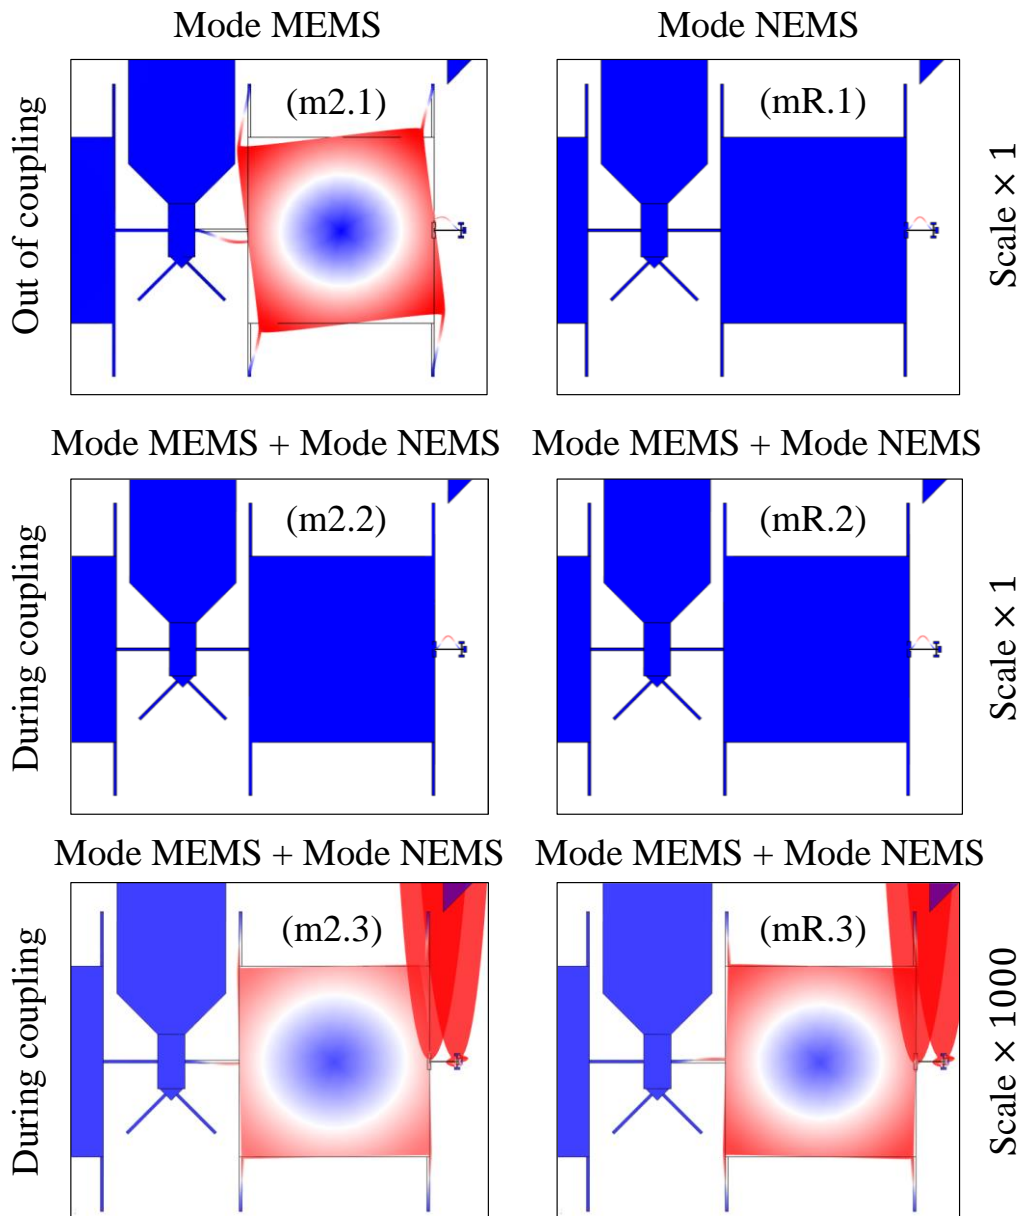 Mode MEMS
Mode NEMS
Out of coupling
(m2.1)
(mR.1)
Scale × 1
Mode MEMS + Mode NEMS
Mode MEMS + Mode NEMS
During coupling
(m2.2)
(mR.2)
Scale × 1
Mode MEMS + Mode NEMS
Mode MEMS + Mode NEMS
During coupling
(m2.3)
(mR.3)
Scale × 1000